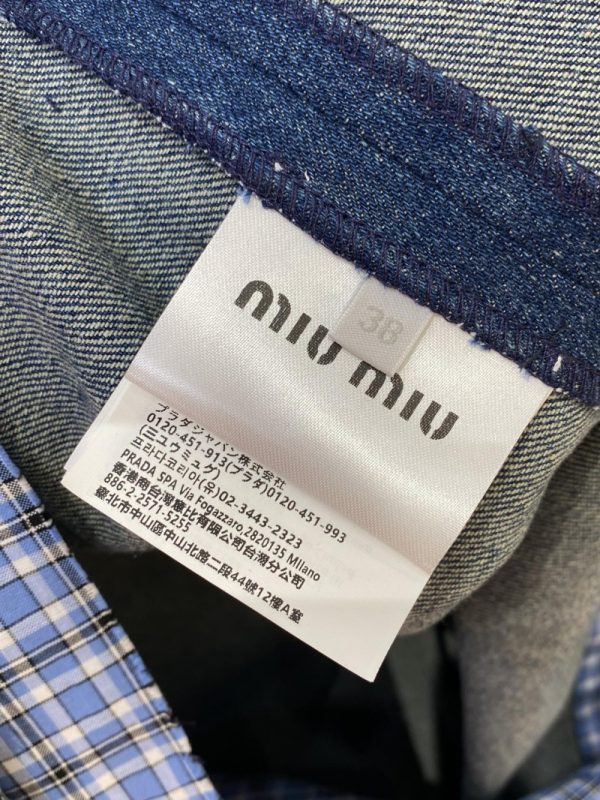 miu miu
38
プラダジャパン株式会社
0120-451-913(プラダ)0120-451-993
(ミユウミュウ)
프라다코리아(유)02-3443-2323
PRADA SPA Via Fogazzaro,2820135 Milano
香港商台灣慮比有限公司台灣分公司
886-2-2571-5255
臺北市中山區中山北路二段44號12樓A室